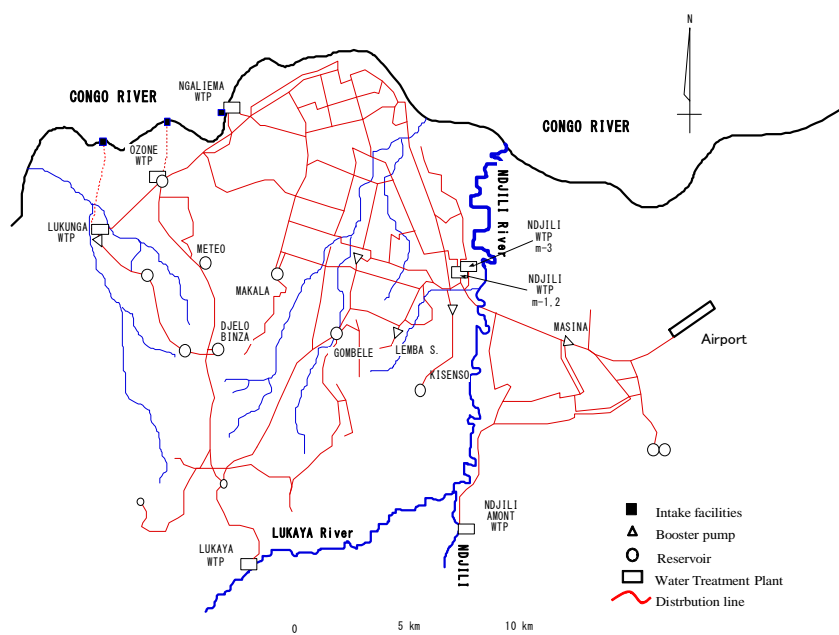 N
NGALIEMA
WTP
CONGO RIVER
CONGO RIVER
OZONE
WTP
NDJILI River
LUKUNGA
WTP
METEO
NDJILI
WTP
m-3
NDJILI
WTP
m-1,2
MAKALA
DJELO
BINZA
GOMBELE
LEMBA S.
MASINA
Airport
KISENSO
NDJILI
AMONT
WTP
LUKAYA River
LUKAYA
WTP
NDJILI
Intake facilities
Booster pump
Reservoir
Water Treatment Plant
Distrbution line
0 5 km 10 km